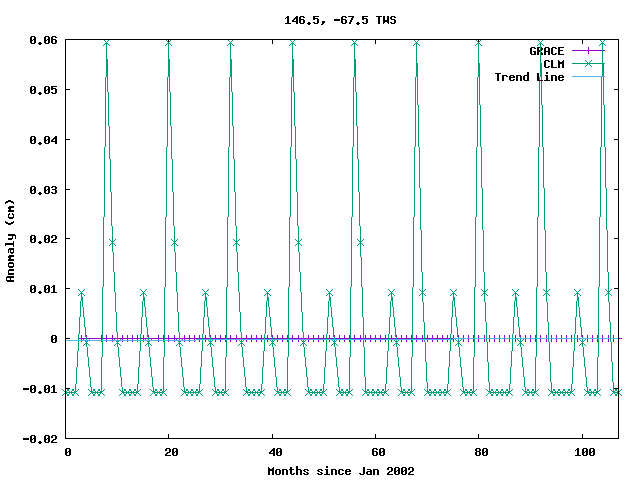 146.5, -67.5 TWS
GRACE
CLM
Trend Line
0.06
0.05
0.04
0.03
0.02
0.01
0
-0.01
-0.02
Anomaly (cm)
0 20 40 60 80 100
Months since Jan 2002